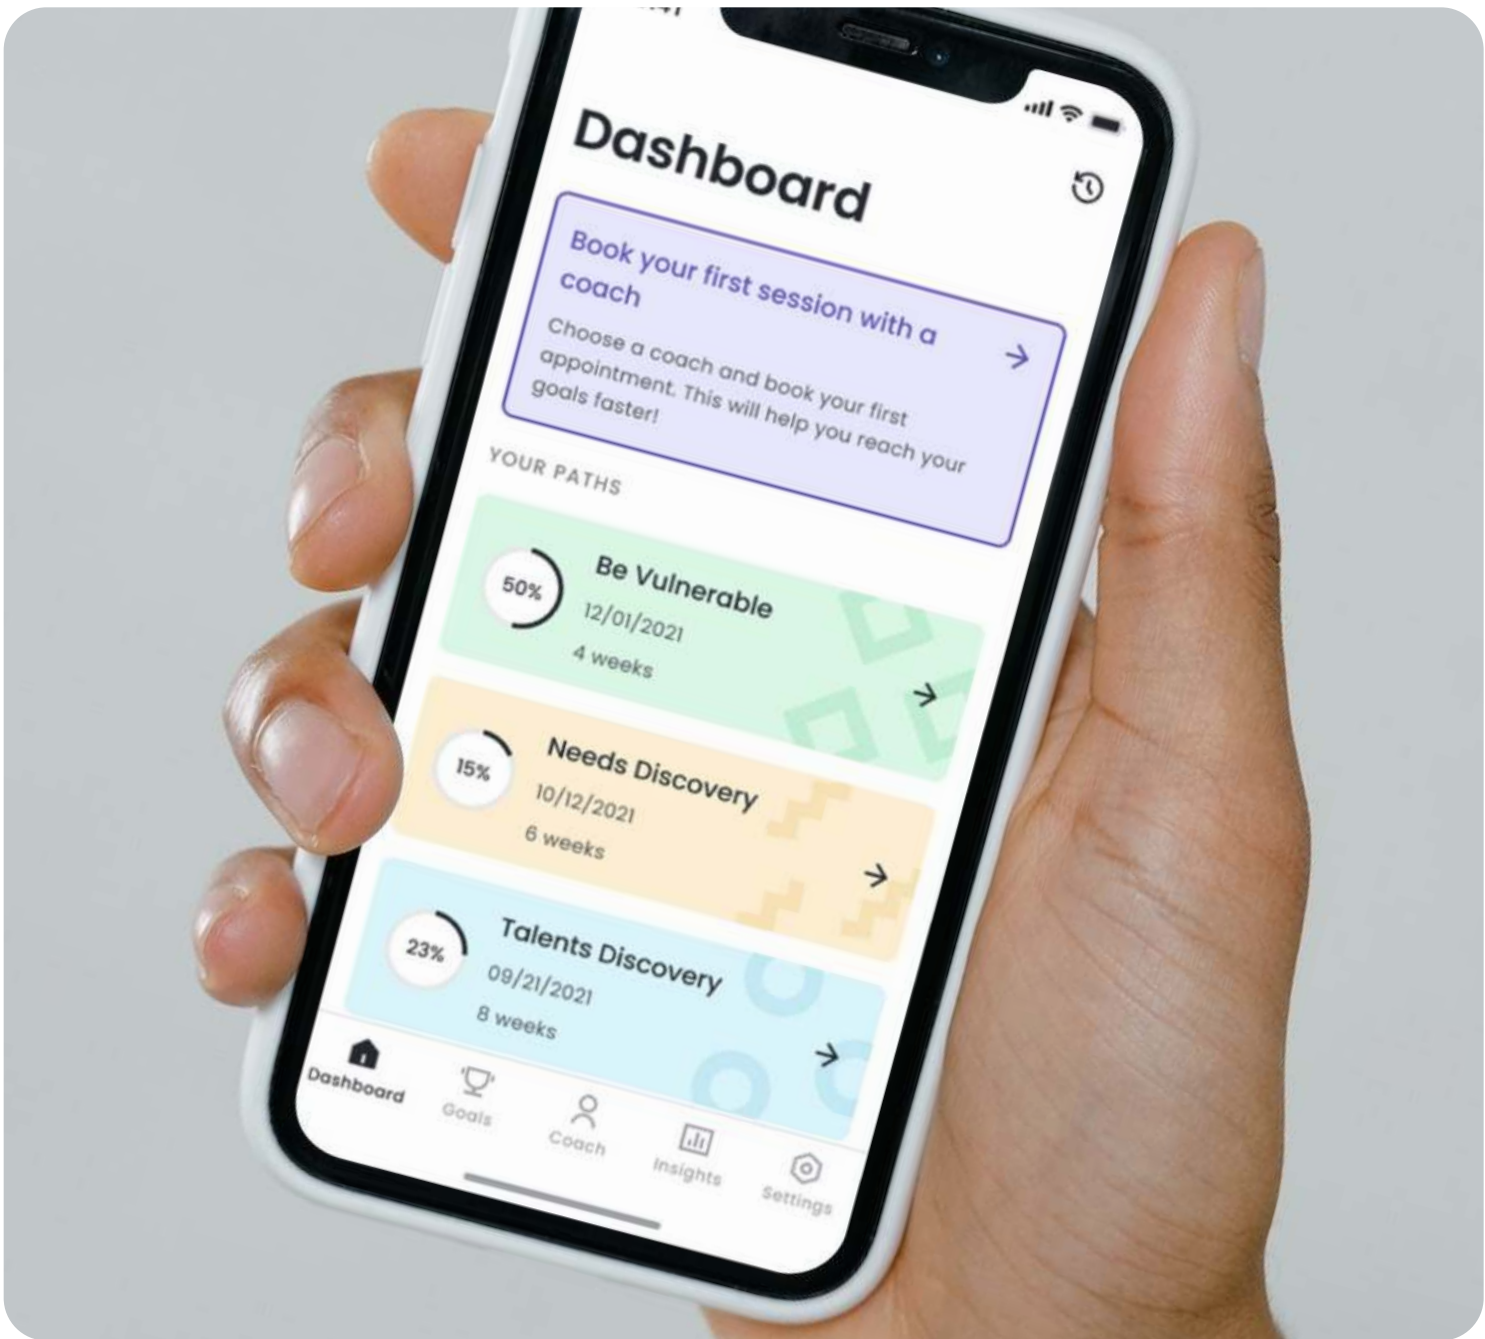 Dashboard
Book your first session with a
coach
Choose a coach and book your first
appointment. This will help you reach your
goals faster!
YOUR PATHS
50%
Be Vulnerable
12/01/2021
4 weeks
15%
Needs Discovery
10/12/2021
6 weeks
23%
Talents Discovery
09/21/2021
8 weeks
Dashboard
Goals
Coach
Insights
Settings